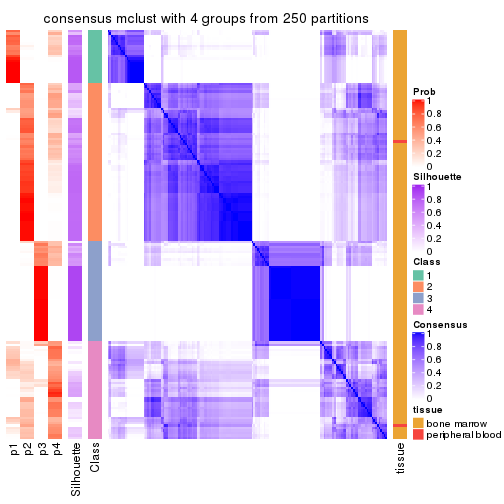 consensus mclust with 4 groups from 250 partitions
Prob
1
0.8
0.6
0.4
0.2
0
Silhouette
1
0.8
0.6
0.4
0.2
0
Class
1
2
3
4
Consensus
1
0.8
0.6
0.4
0.2
0
tissue
bone marrow
peripheral blood
p1
p2
p3
p4
Silhouette
Class
tissue